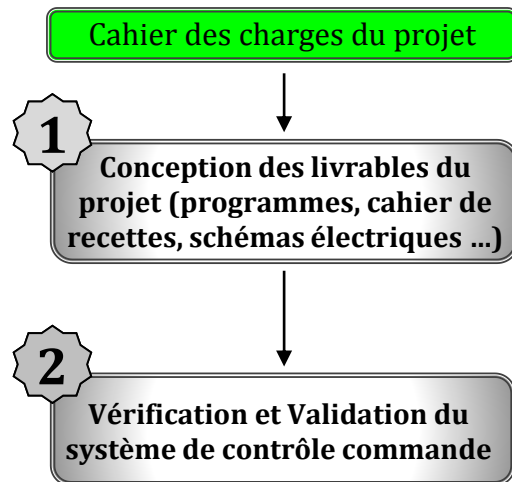 Cahier des charges du projet
1
Conception des livrables du
projet (programmes, cahier de
recettes, schémas électriques ...)
2
Vérification et Validation du
système de contrôle commande